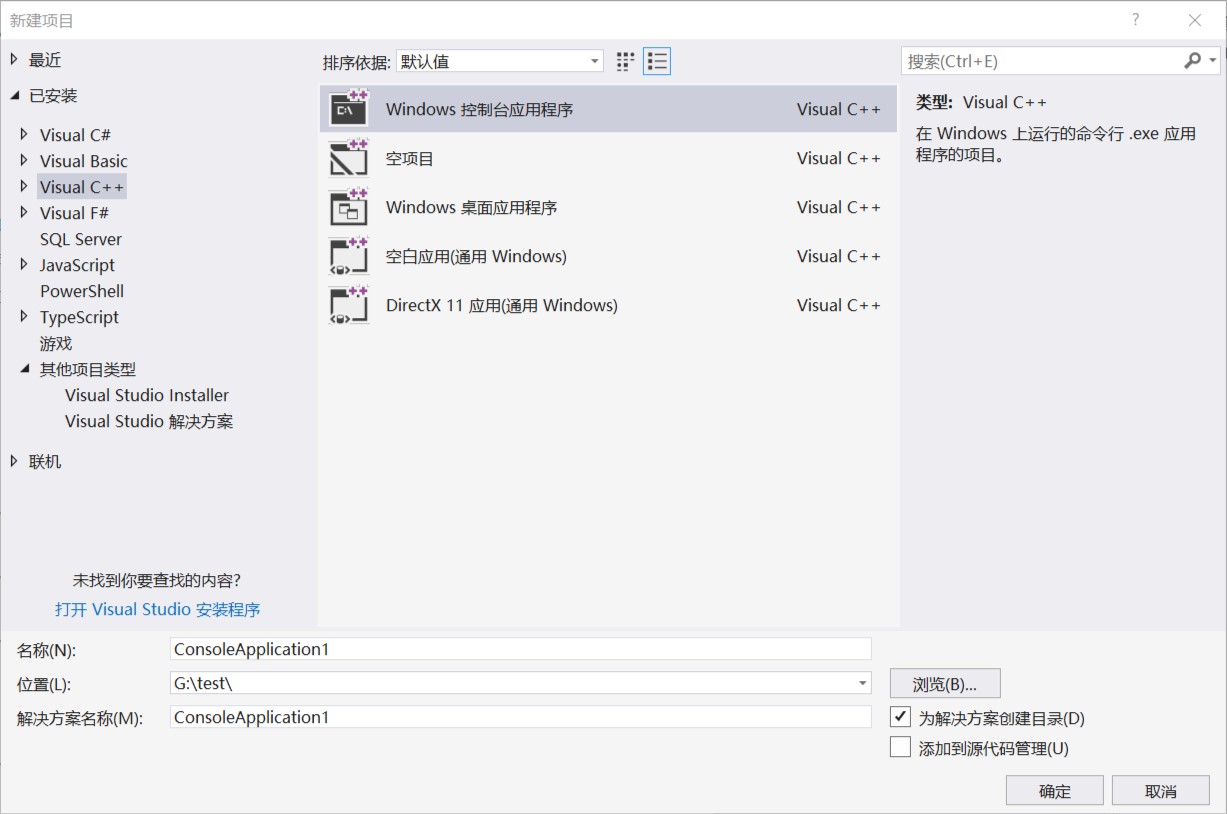 新建项目
?
最近
已安装
Visual C#
Visual Basic
Visual C++
Visual F#
SQL Server
JavaScript
PowerShell
TypeScript
游戏
其他项目类型
Visual Studio Installer
Visual Studio 解决方案
联机
未找到你要查找的内容?
打开 Visual Studio 安装程序
排序依据: 默认值
Windows 控制台应用程序 Visual C++
空项目 Visual C++
Windows 桌面应用程序 Visual C++
空白应用(通用 Windows) Visual C++
DirectX 11 应用(通用 Windows) Visual C++
搜索(Ctrl+E)
类型: Visual C++
在 Windows 上运行的命令行 .exe 应用
程序的项目。
名称(N): ConsoleApplication1
位置(L): G:\test\ 浏览(B)...
解决方案名称(M): ConsoleApplication1 为解决方案创建目录(D)
添加到源代码管理(U)
确定 取消